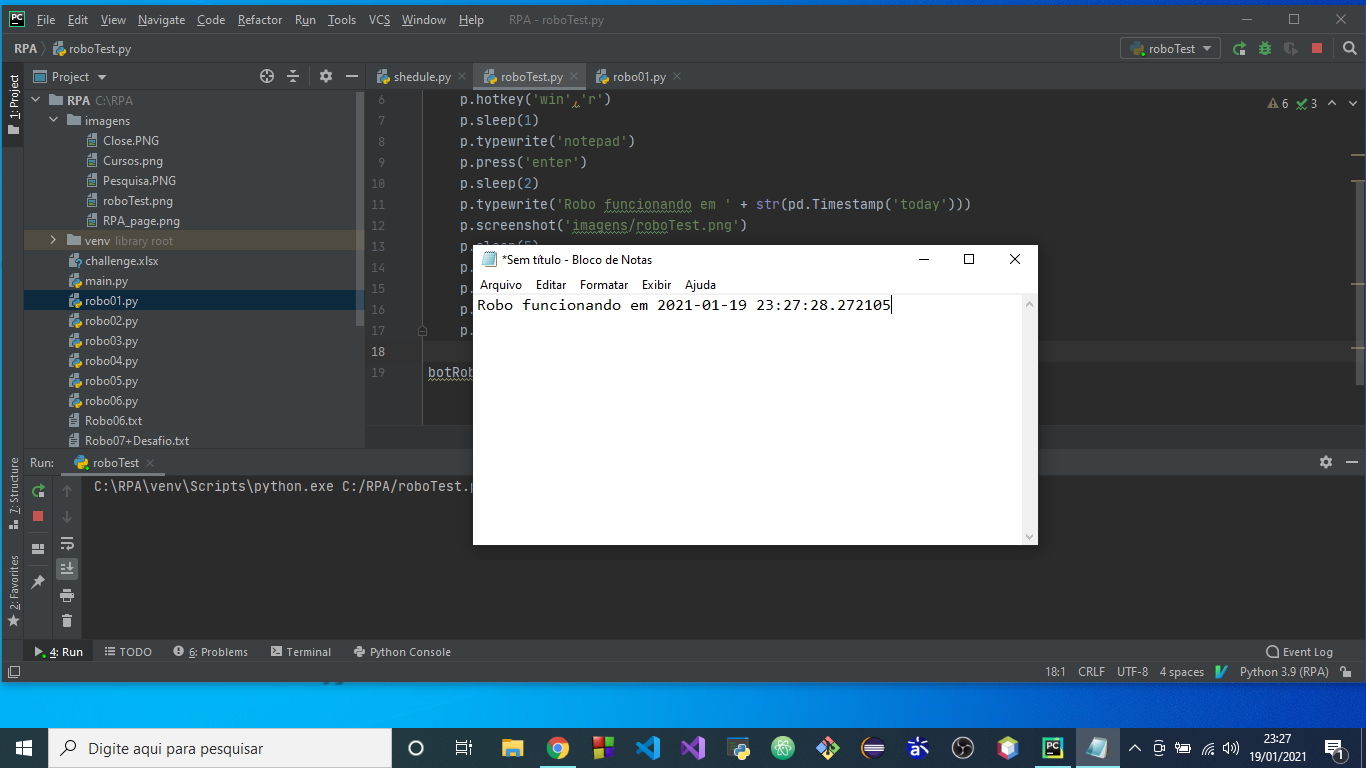 File Edit View Navigate Code Refactor Run Tools VCS Window Help RPA - roboTest.py
RPA roboTest.py
roboTest
1: Project
Project
shedule.py roboTest.py robo01.py
RPA C:\RPA
imagens
Close.PNG
Cursos.png
Pesquisa.PNG
roboTest.png
RPA_page.png
venv library root
challenge.xlsx
main.py
robo01.py
robo02.py
robo03.py
robo04.py
robo05.py
robo06.py
Robo06.txt
Robo07+Desafio.txt
6 3
6 p.hotkey('win','r')
7 p.sleep(1)
8 p.typewrite('notepad')
9 p.press('enter')
10 p.sleep(2)
11 p.typewrite('Robo funcionando em ' + str(pd.Timestamp('today')))
12 p.screenshot('imagens/roboTest.png')
13 p.sleep(5)
14 p.
15 p.
16 p.
17 p.
18
19 botRob
*Sem título - Bloco de Notas
Arquivo Editar Formatar Exibir Ajuda
Robo funcionando em 2021-01-19 23:27:28.272105
Run: roboTest
C:\RPA\venv\Scripts\python.exe C:/RPA/roboTest.p
7: Structure
2: Favorites
4: Run TODO 6: Problems Terminal Python Console Event Log
18:1 CRLF UTF-8 4 spaces Python 3.9 (RPA)
Digite aqui para pesquisar
23:27
19/01/2021
1